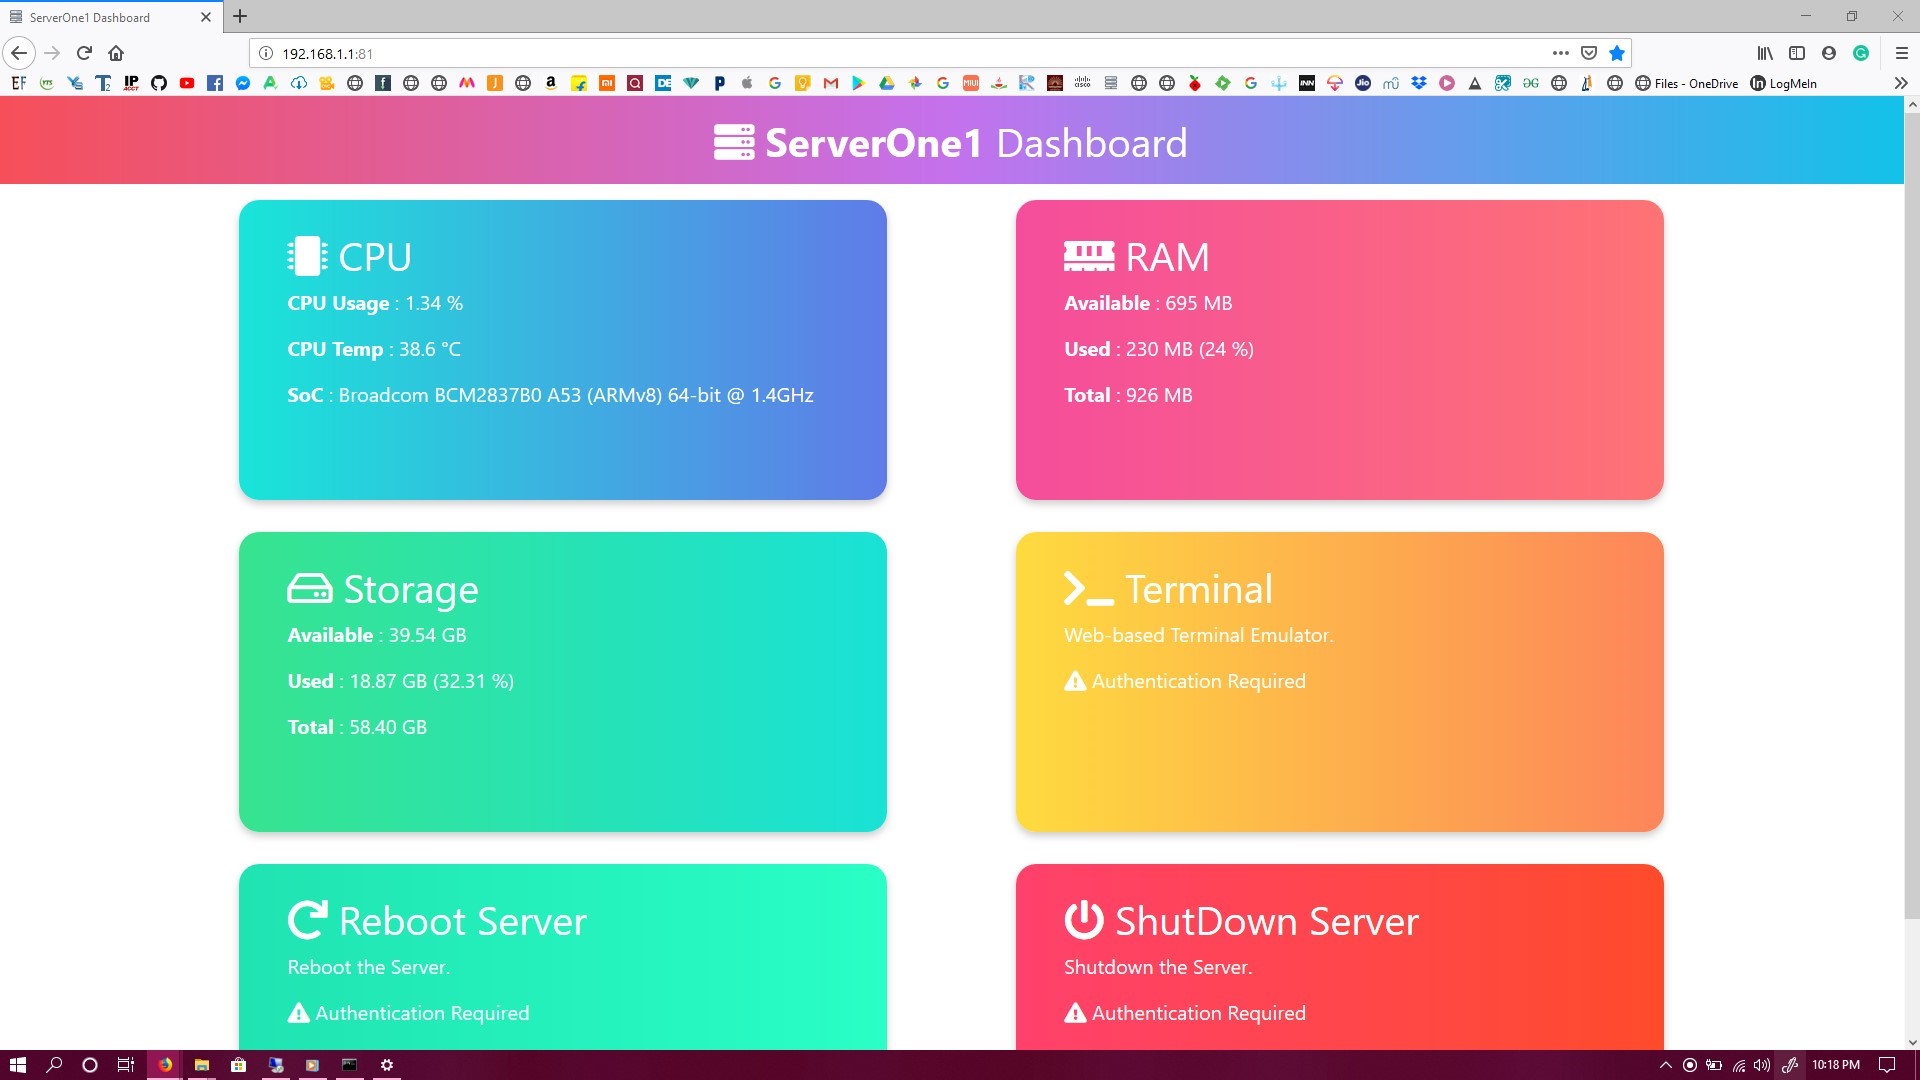 ServerOne1 Dashboard
192.168.1.1:81
Files - OneDrive
LogMeIn
ServerOne1 Dashboard
CPU
CPU Usage : 1.34 %
CPU Temp : 38.6 °C
SoC : Broadcom BCM2837B0 A53 (ARMv8) 64-bit @ 1.4GHz
RAM
Available : 695 MB
Used : 230 MB (24 %)
Total : 926 MB
Storage
Available : 39.54 GB
Used : 18.87 GB (32.31 %)
Total : 58.40 GB
Terminal
Web-based Terminal Emulator.
Authentication Required
Reboot Server
Reboot the Server.
Authentication Required
ShutDown Server
Shutdown the Server.
Authentication Required
10:18 PM